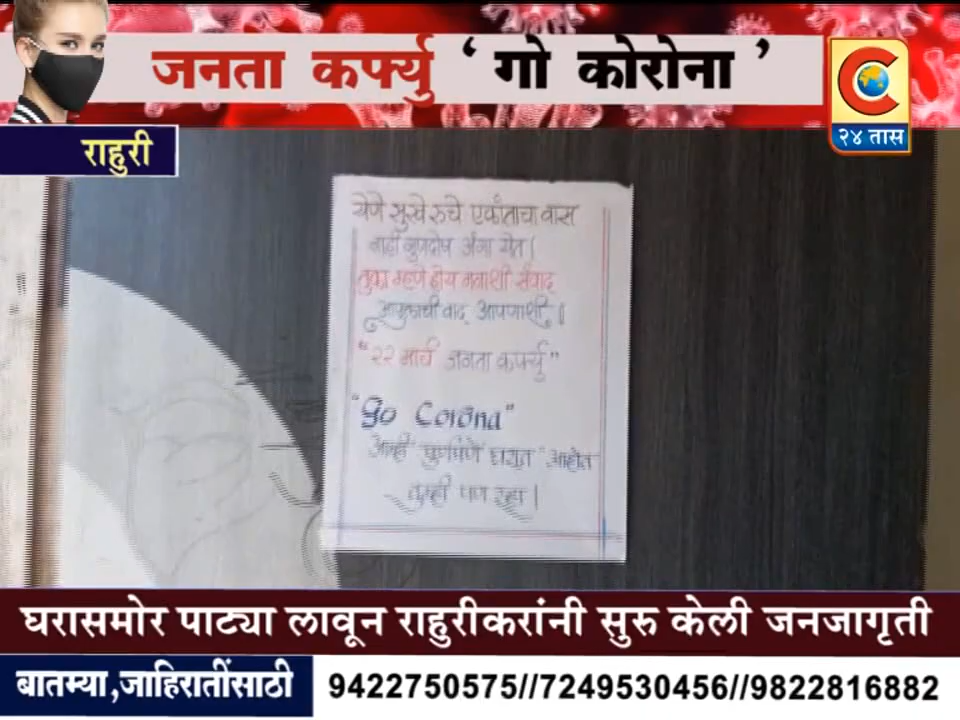 जनता कर्फ्यु ‘ गो कोरोना ’
C
२४ तास
राहुरी
येणे सुखे रुचे एकांताचा वास
नाही गुणदोष अंगा येत।
तुका म्हणे होय मनाशी संवाद
आपुलाची वाद आपणाशी।
"२२ मार्च जनता कर्फ्यु"
"Go Corona"
आम्ही पूर्णपणे घरात आहोत
तुम्ही पण रहा।
घरासमोर पाट्या लावून राहुरीकरांनी सुरु केली जनजागृती
बातम्या,जाहिरातींसाठी
9422750575//7249530456//9822816882